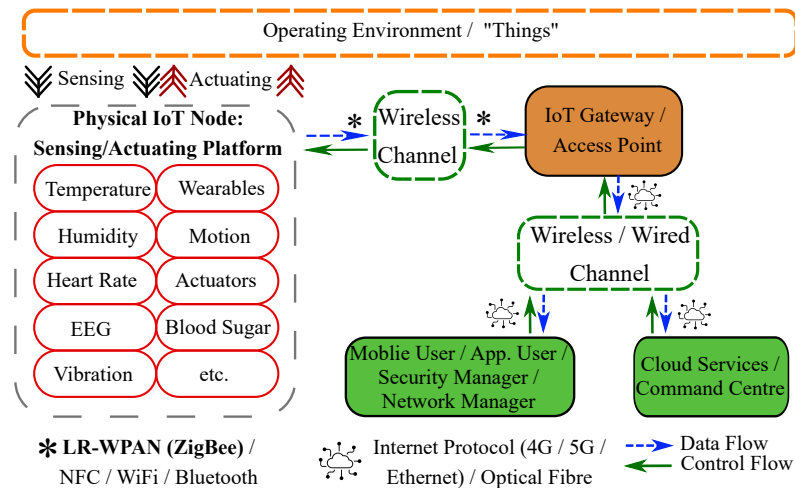 Operating Environment / "Things"
Sensing
Actuating
Physical IoT Node:
Sensing/Actuating Platform
Temperature
Wearables
Humidity
Motion
Heart Rate
Actuators
EEG
Blood Sugar
Vibration
etc.
*
Wireless
Channel
*
IoT Gateway /
Access Point
Wireless / Wired
Channel
Moblie User / App. User /
Security Manager /
Network Manager
Cloud Services /
Command Centre
* LR-WPAN (ZigBee) /
NFC / WiFi / Bluetooth
Internet Protocol (4G / 5G /
Ethernet) / Optical Fibre
Data Flow
Control Flow